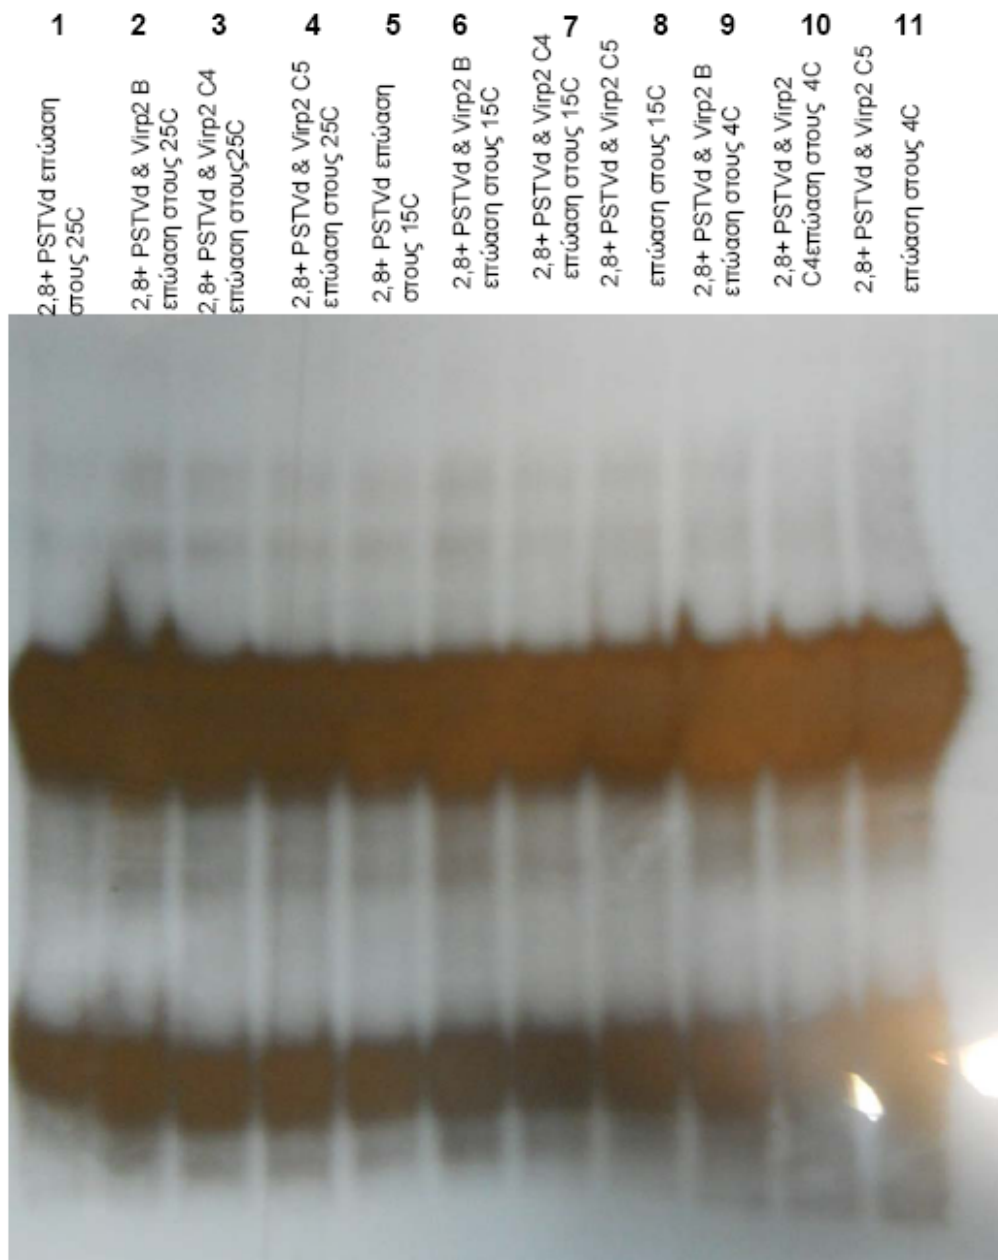 1 2 3 4 5 6 7 8 9 10 11
2,8+ PSTVd επώαση
στους 25C
2,8+ PSTVd & Virp2 B
επώαση στους 25C
2,8+ PSTVd & Virp2 C4
επώαση στους25C
2,8+ PSTVd & Virp2 C5
επώαση στους 25C
2,8+ PSTVd επώαση
στους 15C
2,8+ PSTVd & Virp2 B
επώαση στους 15C
2,8+ PSTVd & Virp2 C4
επώαση στους 15C
2,8+ PSTVd & Virp2 C5
επώαση στους 15C
2,8+ PSTVd & Virp2 B
επώαση στους 4C
2,8+ PSTVd & Virp2
C4επώαση στους 4C
2,8+ PSTVd & Virp2 C5
επώαση στους 4C